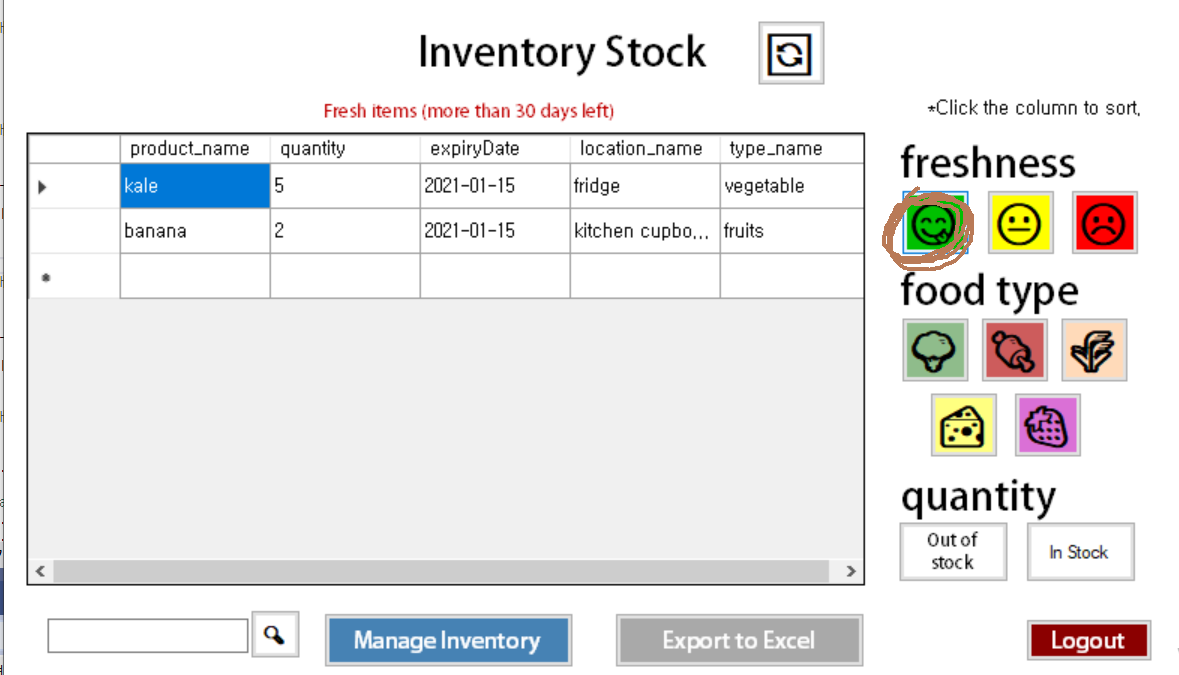 Inventory Stock
Fresh items (more than 30 days left)
*Click the column to sort,
product_name quantity expiryDate location_name type_name
kale 5 2021-01-15 fridge vegetable
banana 2 2021-01-15 kitchen cupbo... fruits
freshness
food type
quantity
Out of
stock
In Stock
Manage Inventory
Export to Excel
Logout